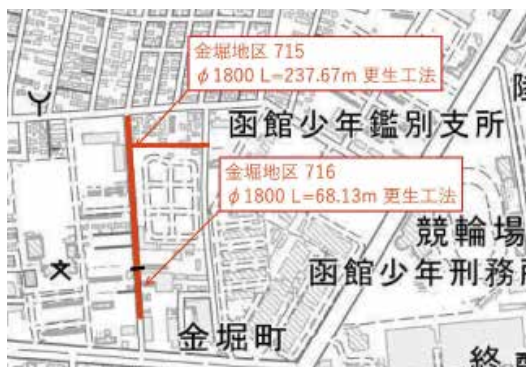 金堀地区 715
φ1800 L=237.67m 更生工法
函館少年鑑別支所
金堀地区 716
φ1800 L=68.13m 更生工法
競輪場
函館少年刑務所
金堀町